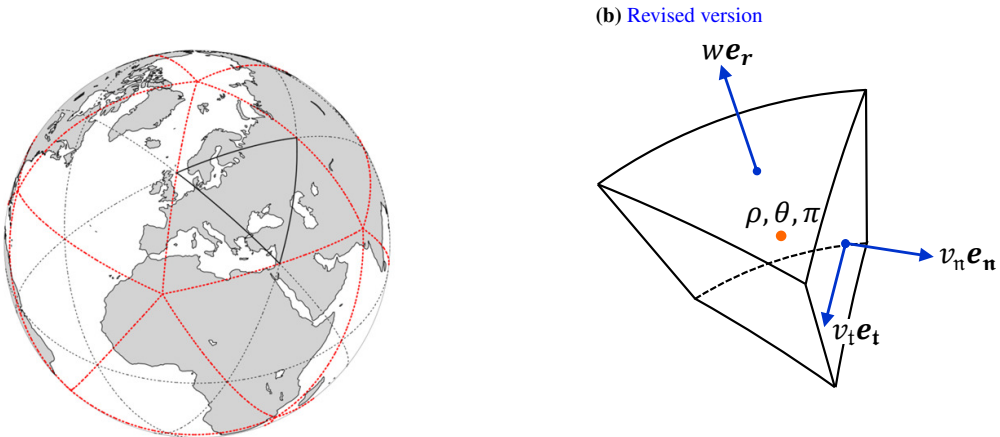 (b) Revised version
we_r
ρ, θ, π
v_n e_n
v_t e_t